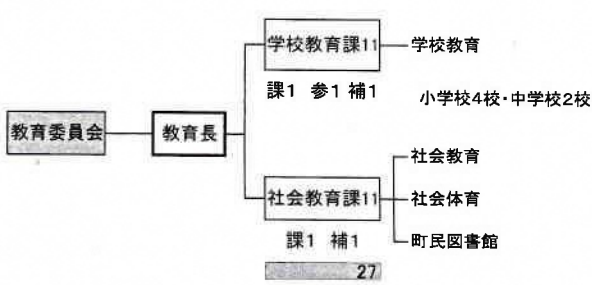 学校教育課11
学校教育
課1 参1 補1
小学校4校・中学校2校
教育委員会
教育長
社会教育
社会教育課11
社会体育
課1 補1
町民図書館
27